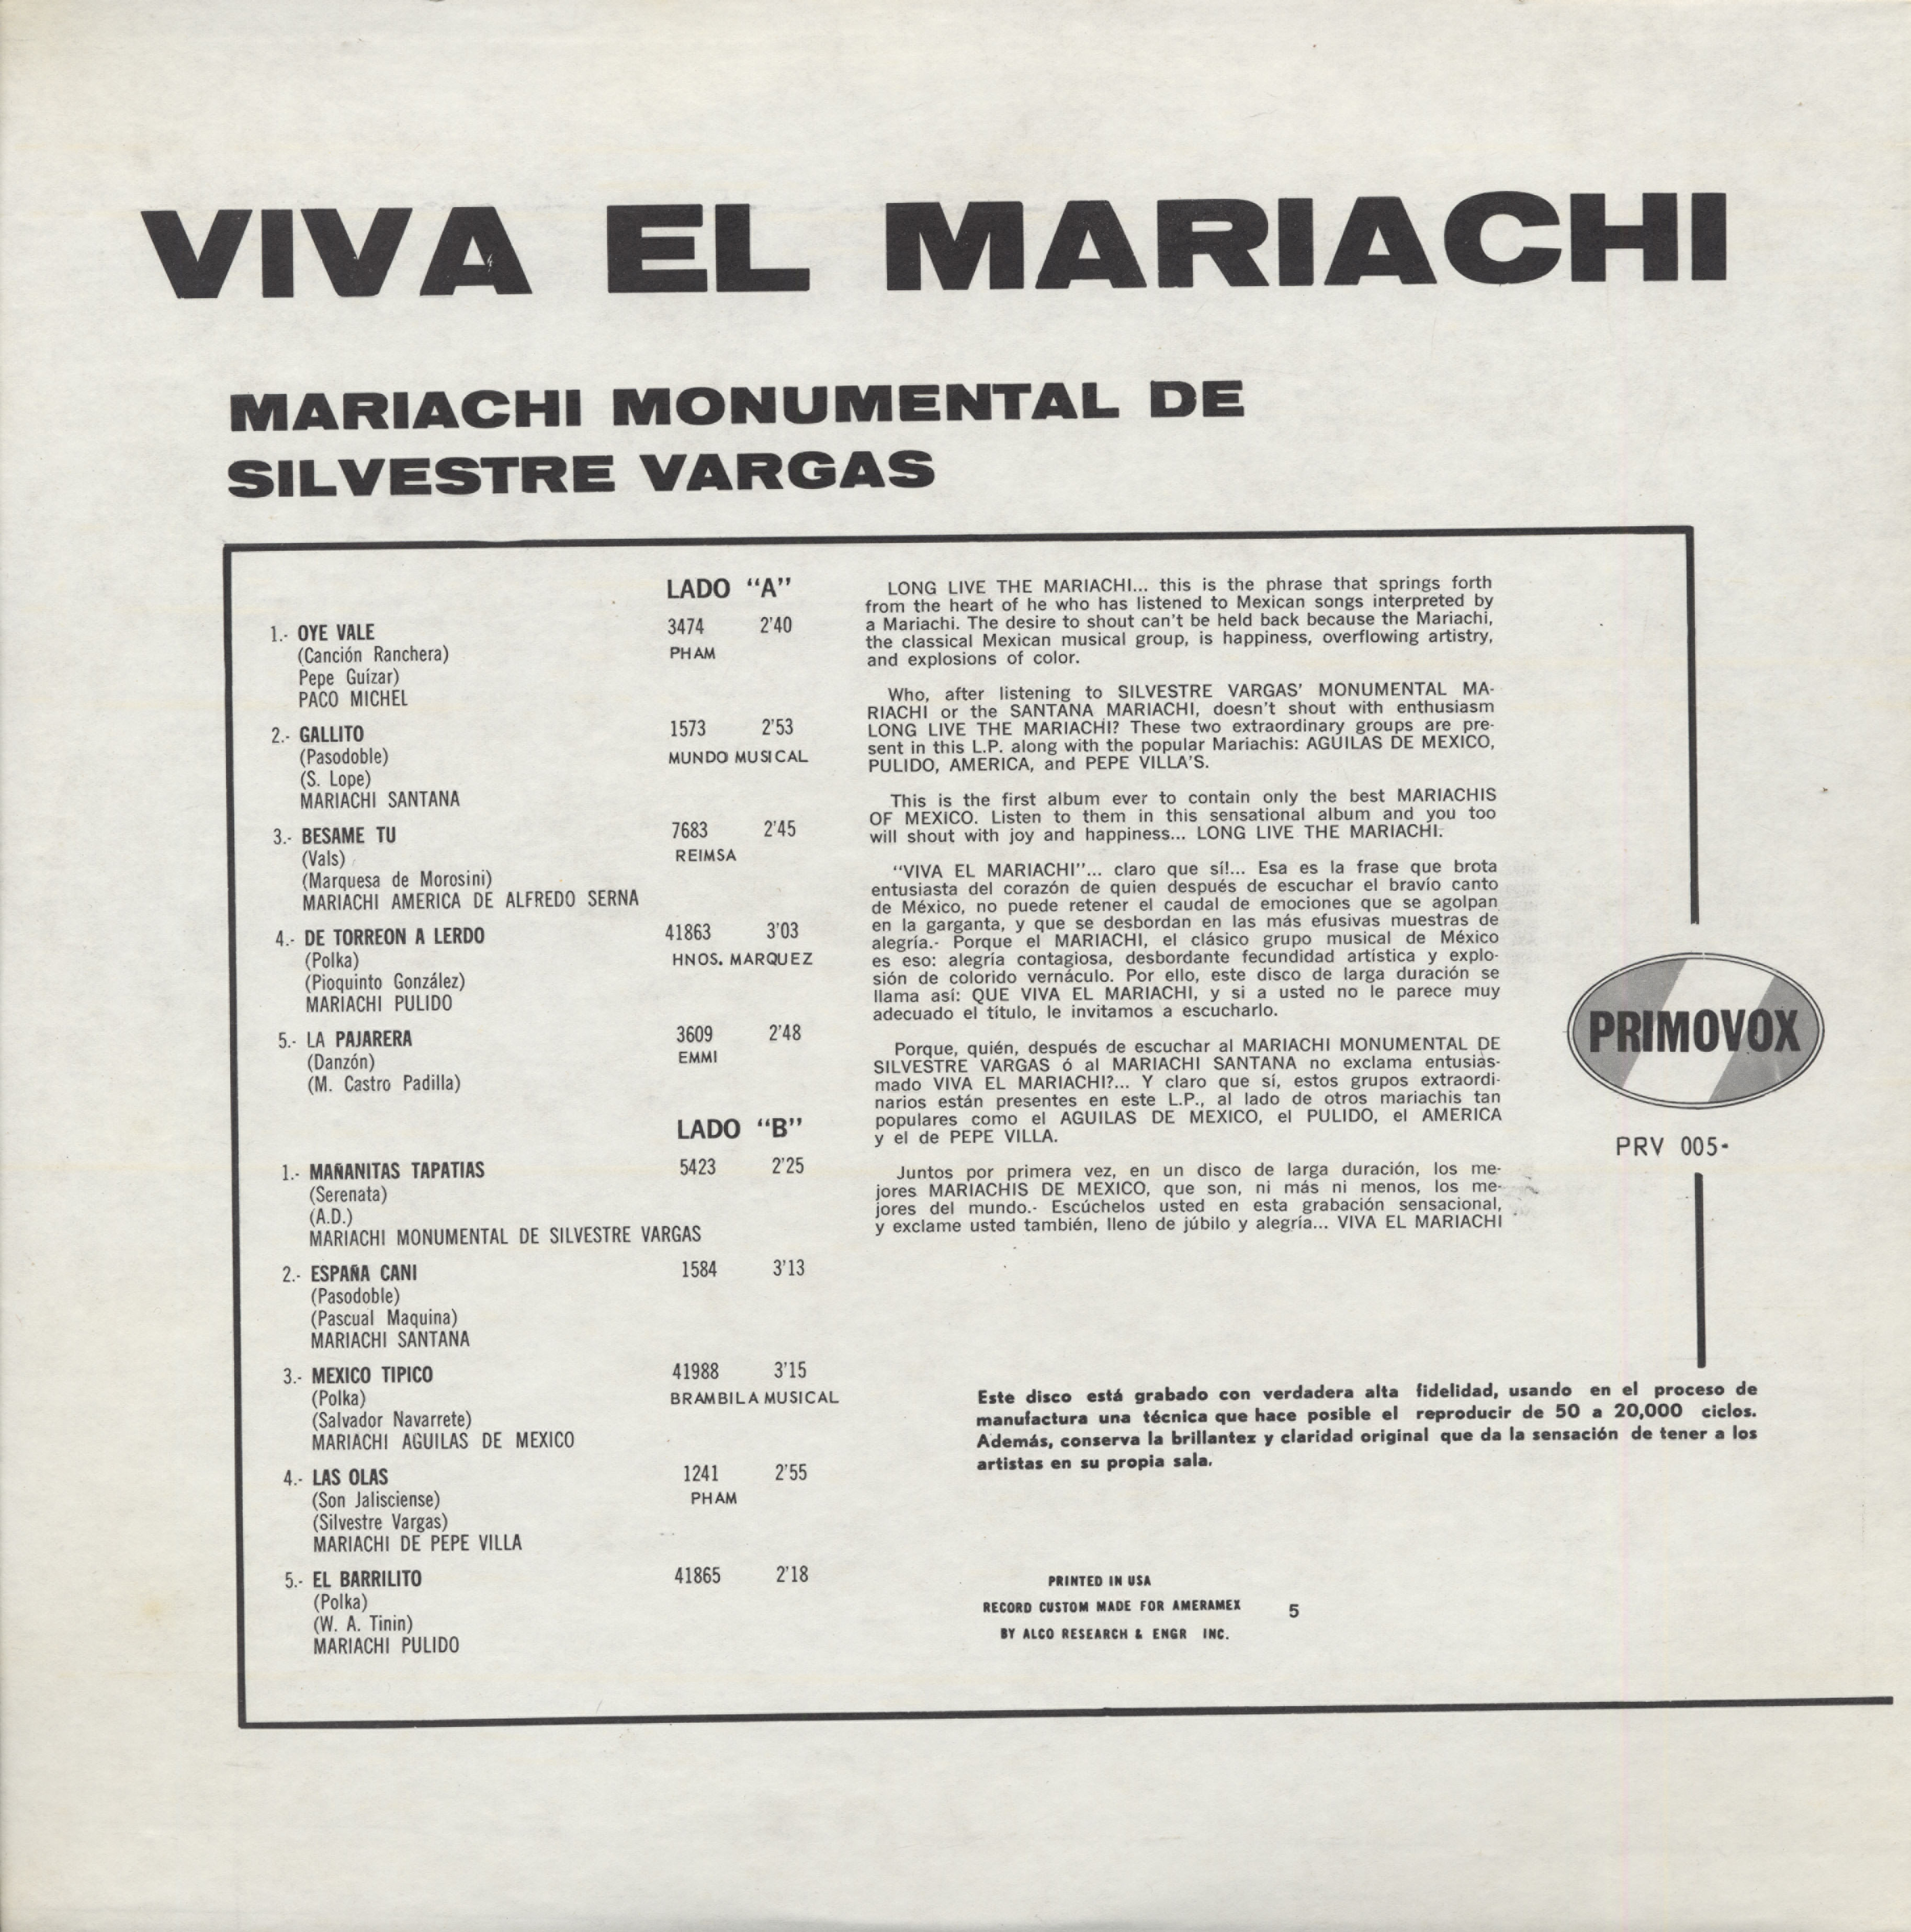 VIVA EL MARIACHI
MARIACHI MONUMENTAL DE
SILVESTRE VARGAS
LADO "A"
1.- OYE VALE 3474 2'40
(Canción Ranchera) PHAM
Pepe Guízar)
PACO MICHEL
2.- GALLITO 1573 2'53
(Pasodoble) MUNDO MUSICAL
(S. Lope)
MARIACHI SANTANA
3.- BESAME TU 7683 2'45
(Vals) REIMSA
(Marquesa de Morosini)
MARIACHI AMERICA DE ALFREDO SERNA
4.- DE TORREON A LERDO 41863 3'03
(Polka) HNOS. MARQUEZ
(Pioquinto González)
MARIACHI PULIDO
5.- LA PAJARERA 3609 2'48
(Danzón) EMMI
(M. Castro Padilla)
LADO "B"
1.- MAÑANITAS TAPATIAS 5423 2'25
(Serenata)
(A.D.)
MARIACHI MONUMENTAL DE SILVESTRE VARGAS
2.- ESPAÑA CANI 1584 3'13
(Pasodoble)
(Pascual Maquina)
MARIACHI SANTANA
3.- MEXICO TIPICO 41988 3'15
(Polka) BRAMBILA MUSICAL
(Salvador Navarrete)
MARIACHI AGUILAS DE MEXICO
4.- LAS OLAS 1241 2'55
(Son Jalisciense) PHAM
(Silvestre Vargas)
MARIACHI DE PEPE VILLA
5.- EL BARRILITO 41865 2'18
(Polka)
(W. A. Tinin)
MARIACHI PULIDO
LONG LIVE THE MARIACHI... this is the phrase that springs forth
from the heart of he who has listened to Mexican songs interpreted by
a Mariachi. The desire to shout can't be held back because the Mariachi,
the classical Mexican musical group, is happiness, overflowing artistry,
and explosions of color.
Who, after listening to SILVESTRE VARGAS' MONUMENTAL MA-
RIACHI or the SANTANA MARIACHI, doesn't shout with enthusiasm
LONG LIVE THE MARIACHI? These two extraordinary groups are pre-
sent in this L.P. along with the popular Mariachis: AGUILAS DE MEXICO,
PULIDO, AMERICA, and PEPE VILLA'S.
This is the first album ever to contain only the best MARIACHIS
OF MEXICO. Listen to them in this sensational album and you too
will shout with joy and happiness... LONG LIVE THE MARIACHI.
"VIVA EL MARIACHI"... claro que sí!... Esa es la frase que brota
entusiasta del corazón de quien después de escuchar el bravío canto
de México, no puede retener el caudal de emociones que se agolpan
en la garganta, y que se desbordan en las más efusivas muestras de
alegría.- Porque el MARIACHI, el clásico grupo musical de México
es eso: alegría contagiosa, desbordante fecundidad artística y explo-
sión de colorido vernáculo. Por ello, este disco de larga duración se
llama así: QUE VIVA EL MARIACHI, y si a usted no le parece muy
adecuado el título, le invitamos a escucharlo.
Porque, quién, después de escuchar al MARIACHI MONUMENTAL DE
SILVESTRE VARGAS ó al MARIACHI SANTANA no exclama entusias-
mado VIVA EL MARIACHI?... Y claro que sí, estos grupos extraordi-
narios están presentes en este L.P., al lado de otros mariachis tan
populares como el AGUILAS DE MEXICO, el PULIDO, el AMERICA
y el de PEPE VILLA.
Juntos por primera vez, en un disco de larga duración, los me-
jores MARIACHIS DE MEXICO, que son, ni más ni menos, los me-
jores del mundo.- Escúchelos usted en esta grabación sensacional,
y exclame usted también, lleno de júbilo y alegría... VIVA EL MARIACHI
PRIMOVOX
PRV 005-
Este disco está grabado con verdadera alta fidelidad, usando en el proceso de
manufactura una técnica que hace posible el reproducir de 50 a 20,000 ciclos.
Además, conserva la brillantez y claridad original que da la sensación de tener a los
artistas en su propia sala.
PRINTED IN USA
RECORD CUSTOM MADE FOR AMERAMEX 5
BY ALCO RESEARCH & ENGR INC.